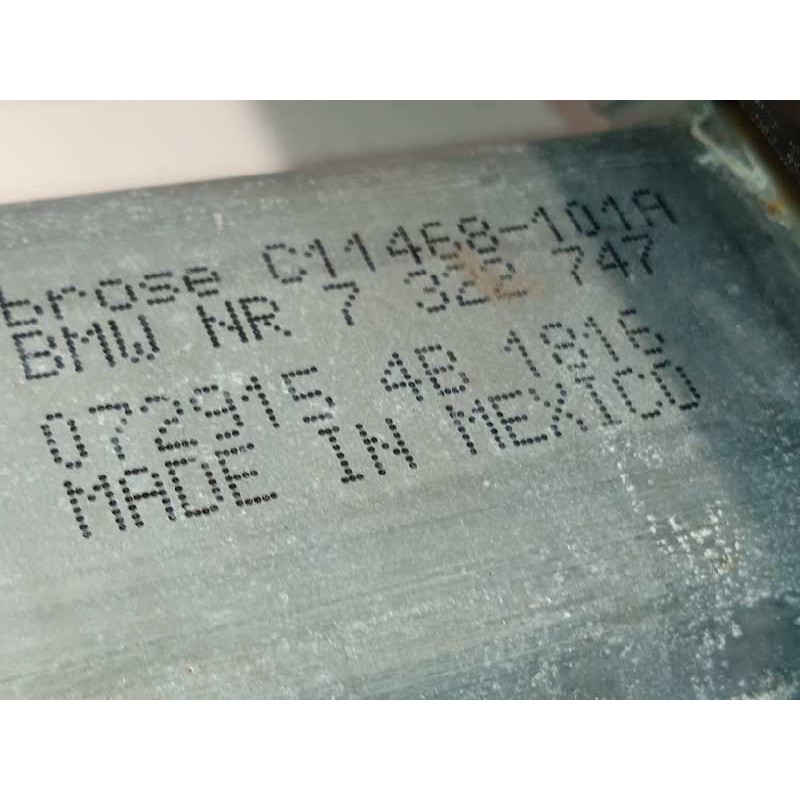 brose C11468-101A
BMW NR 7 322 747
072915 4B 1816
MADE IN MEXICO